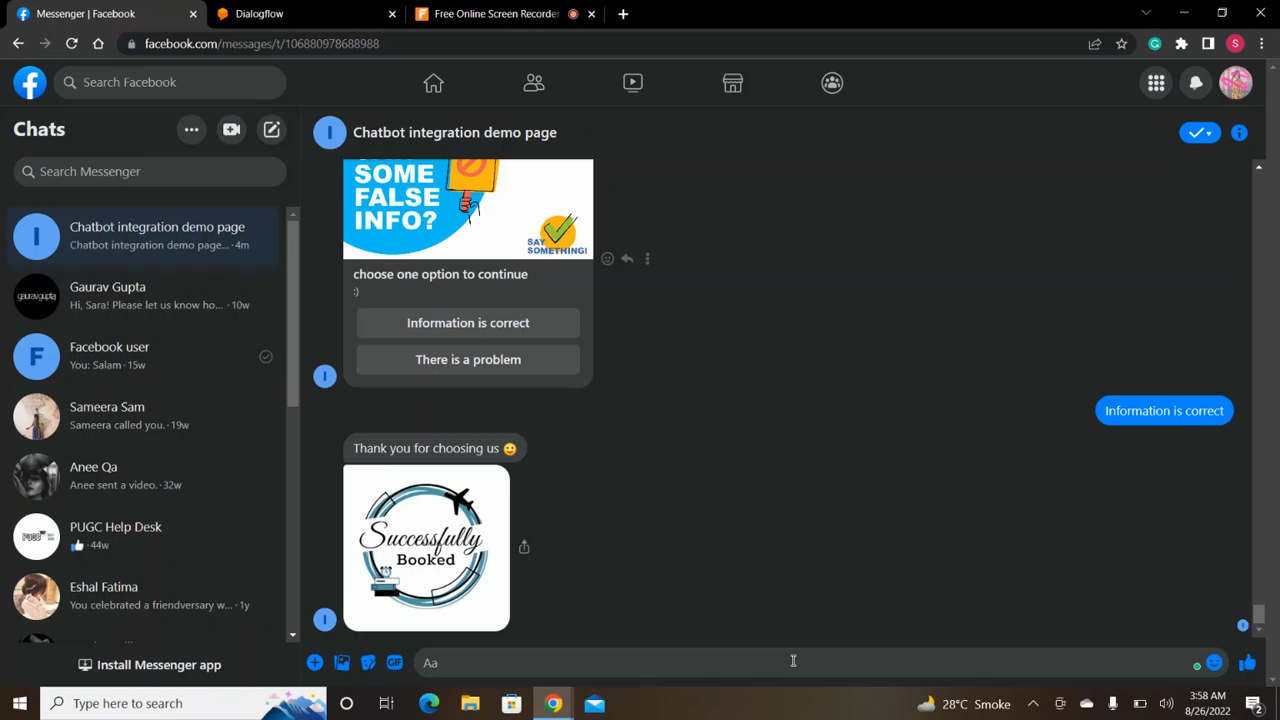 Messenger | Facebook
Dialogflow
Free Online Screen Recorder
facebook.com/messages/t/106880978688988
S
Search Facebook
Chats
Search Messenger
I
Chatbot integration demo page
Chatbot integration demo page... · 4m
gauravgupta
Gaurav Gupta
Hi, Sara! Please let us know ho... · 10w
F
Facebook user
You: Salam · 15w
Sameera Sam
Sameera called you. · 19w
Anee Qa
Anee sent a video. · 32w
PUGC
PUGC Help Desk
👍 · 44w
Eshal Fatima
You celebrated a friendversary w... · 1y
Install Messenger app
I
Chatbot integration demo page
SOME
FALSE
INFO?
SAY
SOMETHING!
choose one option to continue
:)
Information is correct
There is a problem
I
Information is correct
Thank you for choosing us 🙂
Successfully
Booked
I
I
GIF
Aa
Type here to search
28°C Smoke
3:58 AM
8/26/2022
2